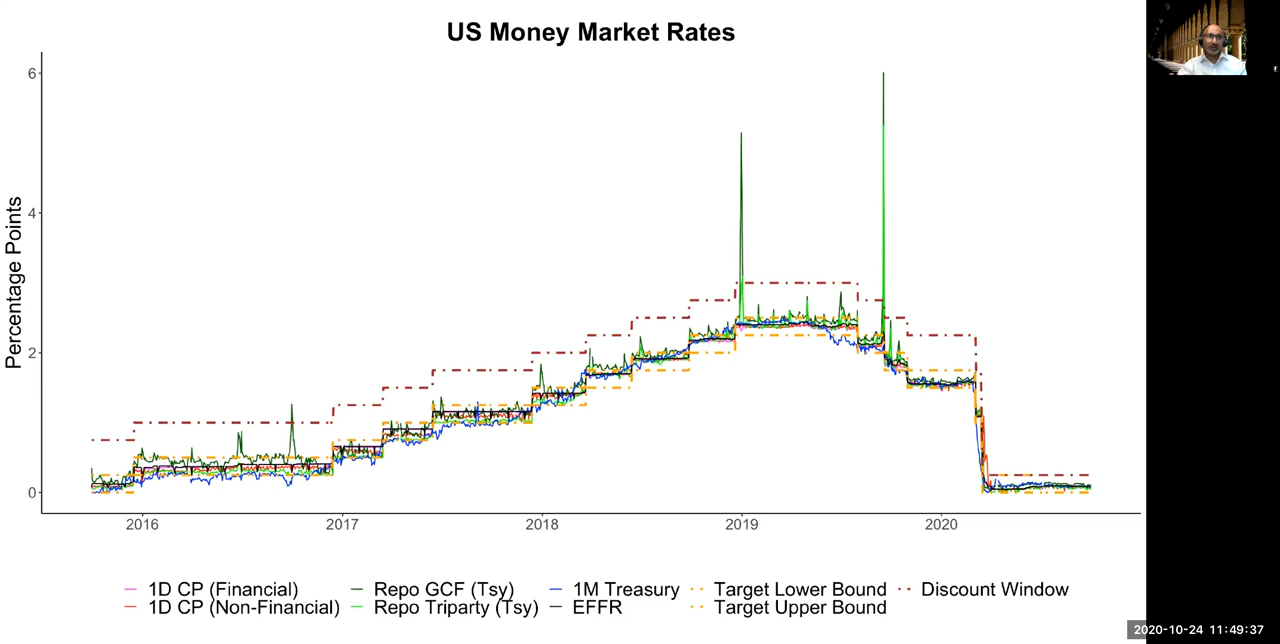 US Money Market Rates
Percentage Points
6
4
2
0
2016 2017 2018 2019 2020
1D CP (Financial) Repo GCF (Tsy) 1M Treasury Target Lower Bound Discount Window
1D CP (Non-Financial) Repo Triparty (Tsy) EFFR Target Upper Bound
2020-10-24 11:49:37